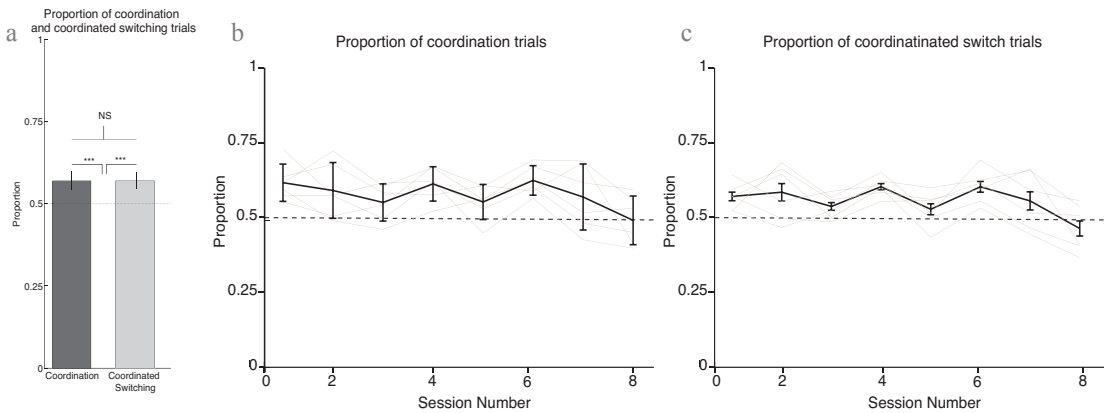 a
Proportion of coordination
and coordinated switching trials
1
0.75
0.5
0.25
0
Proportion
NS
***
***
Coordination
Coordinated
Switching
b
Proportion of coordination trials
1
0.75
0.5
0.25
0
Proportion
0 2 4 6 8
Session Number
c
Proportion of coordinatinated switch trials
1
0.75
0.5
0.25
0
Proportion
0 2 4 6 8
Session Number